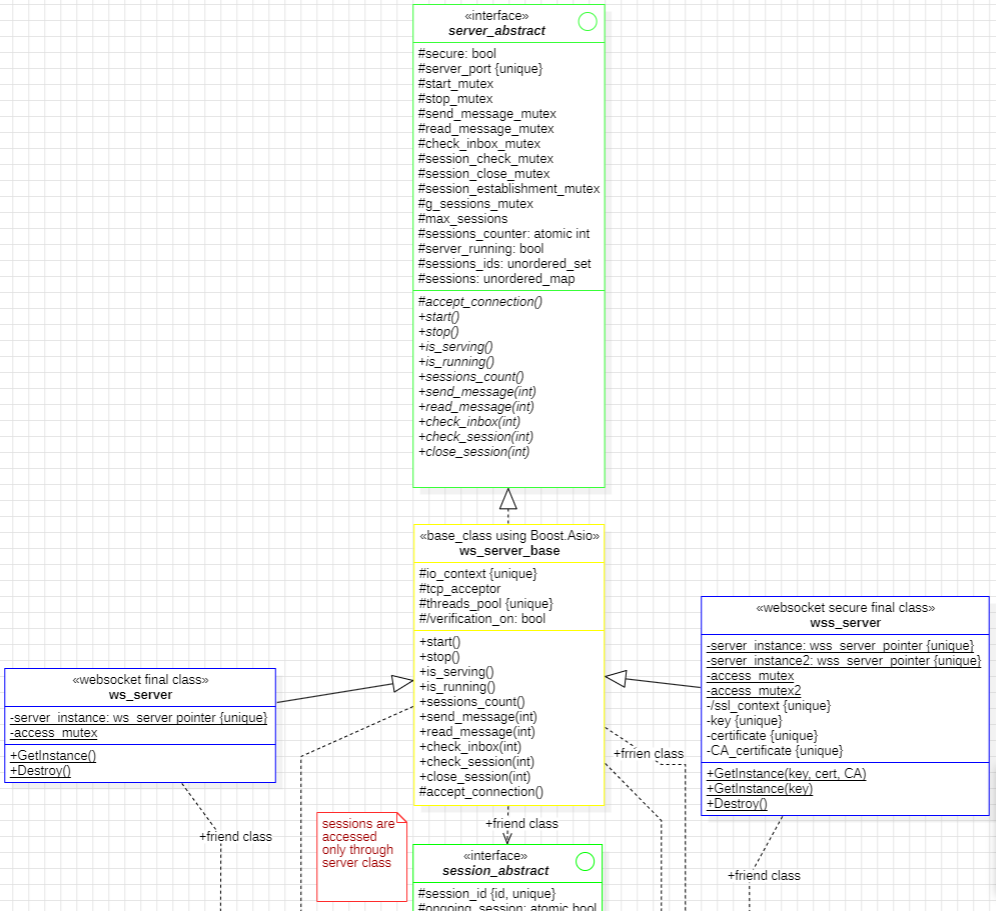 «interface»
server_abstract
#secure: bool
#server_port {unique}
#start_mutex
#stop_mutex
#send_message_mutex
#read_message_mutex
#check_inbox_mutex
#session_check_mutex
#session_close_mutex
#session_establishment_mutex
#g_sessions_mutex
#max_sessions
#sessions_counter: atomic int
#server_running: bool
#sessions_ids: unordered_set
#sessions: unordered_map
#accept_connection()
+start()
+stop()
+is_serving()
+is_running()
+sessions_count()
+send_message(int)
+read_message(int)
+check_inbox(int)
+check_session(int)
+close_session(int)
«base_class using Boost.Asio»
ws_server_base
#io_context {unique}
#tcp_acceptor
#threads_pool {unique}
#/verification_on: bool
+start()
+stop()
+is_serving()
+is_running()
+sessions_count()
+send_message(int)
+read_message(int)
+check_inbox(int)
+check_session(int)
+close_session(int)
#accept_connection()
«websocket final class»
ws_server
-server_instance: ws_server pointer {unique}
-access_mutex
+GetInstance()
+Destroy()
«websocket secure final class»
wss_server
-server_instance: wss_server_pointer {unique}
-server_instance2: wss_server_pointer {unique}
-access_mutex
-access_mutex2
-/ssl_context {unique}
-key {unique}
-certificate {unique}
-CA_certificate {unique}
+GetInstance(key, cert, CA)
+GetInstance(key)
+Destroy()
+frrien class
+friend class
+friend class
+friend class
sessions are
accessed
only through
server class
«interface»
session_abstract
#session_id {id, unique}
#ongoing_session: atomic bool